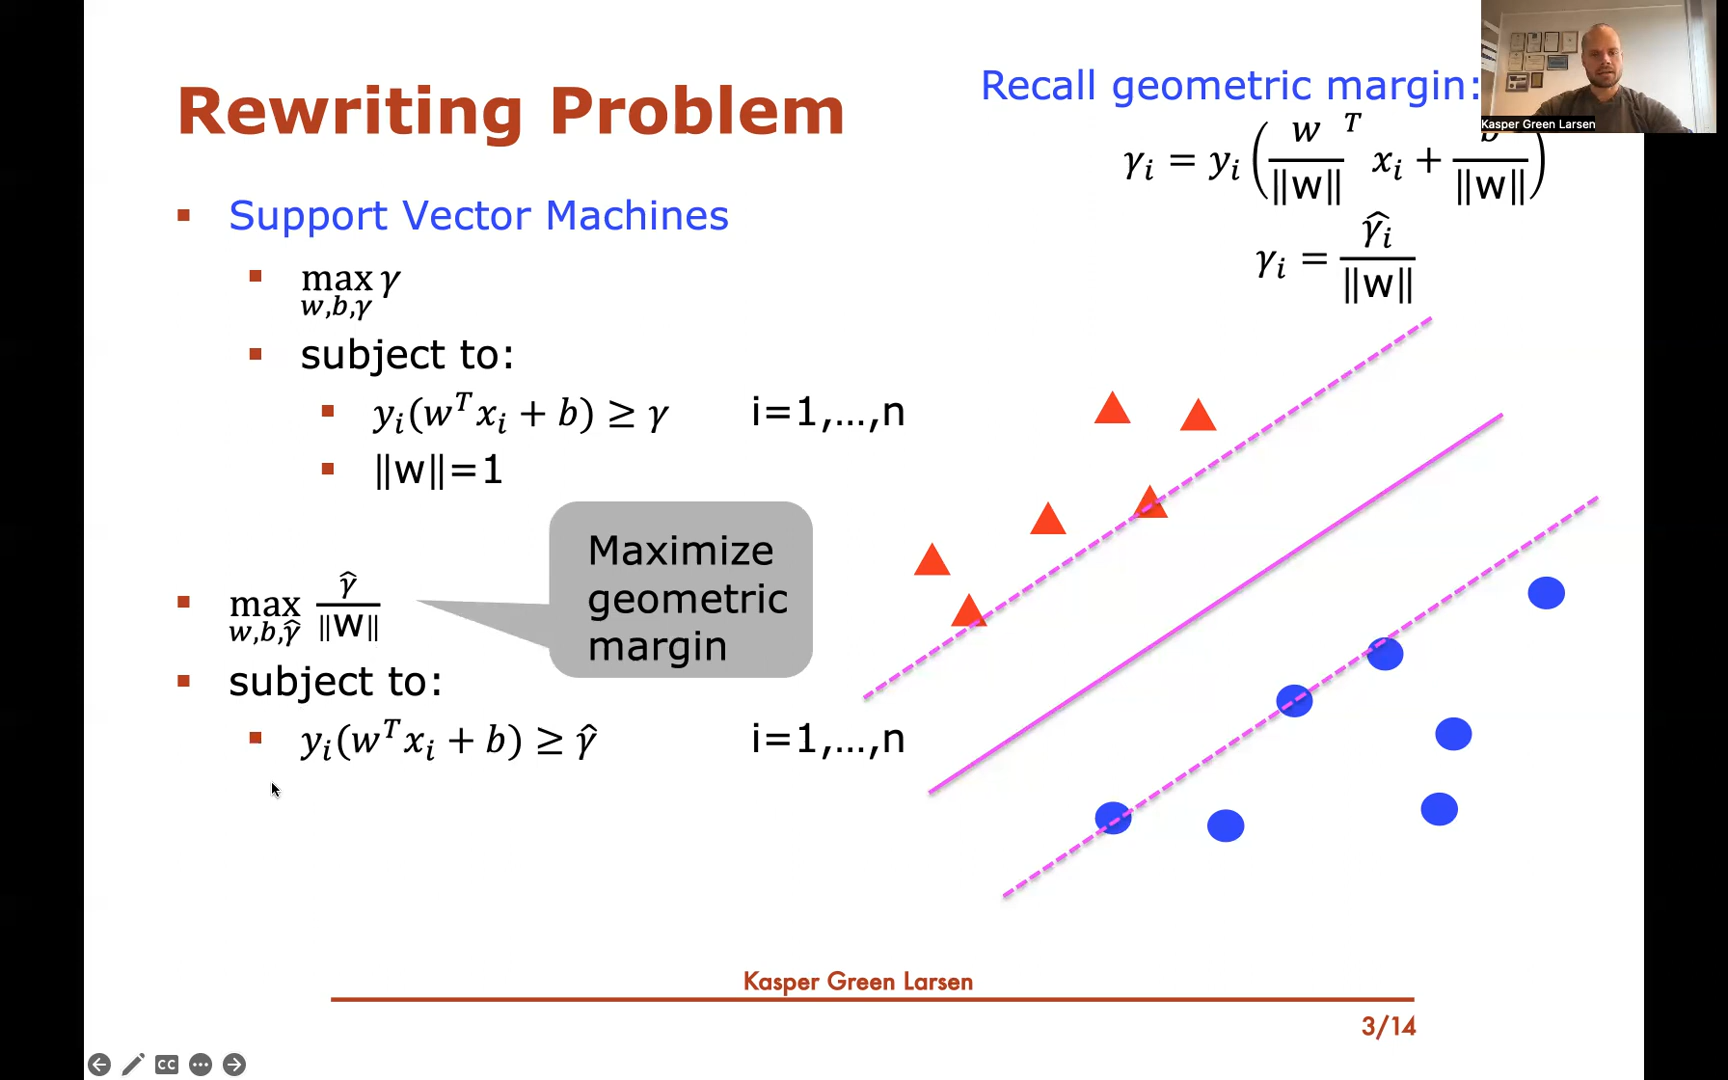 Rewriting Problem
Recall geometric margin:
Kasper Green Larsen
γᵢ = yᵢ (w/‖w‖ ᵀ xᵢ + b/‖w‖)
γᵢ = γ̂ᵢ/‖w‖
Support Vector Machines
max γ
w,b,γ
subject to:
yᵢ(wᵀxᵢ + b) ≥ γ i=1,…,n
‖w‖=1
max γ̂/‖w‖
w,b,γ̂
Maximize
geometric
margin
subject to:
yᵢ(wᵀxᵢ + b) ≥ γ̂ i=1,…,n
Kasper Green Larsen
3/14
CC